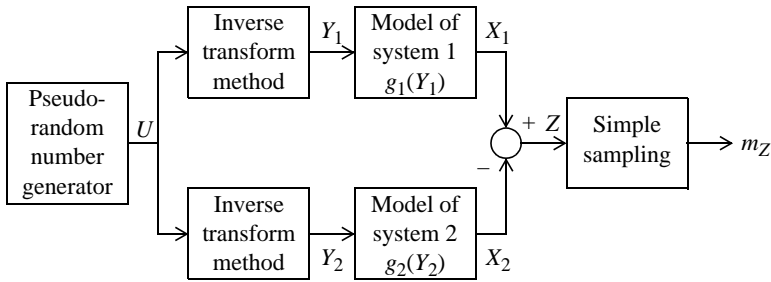 Pseudo-
random
number
generator
U
Inverse
transform
method
Y1
Model of
system 1
g1(Y1)
X1
Inverse
transform
method
Y2
Model of
system 2
g2(Y2)
X2
+
−
Z
Simple
sampling
mZ